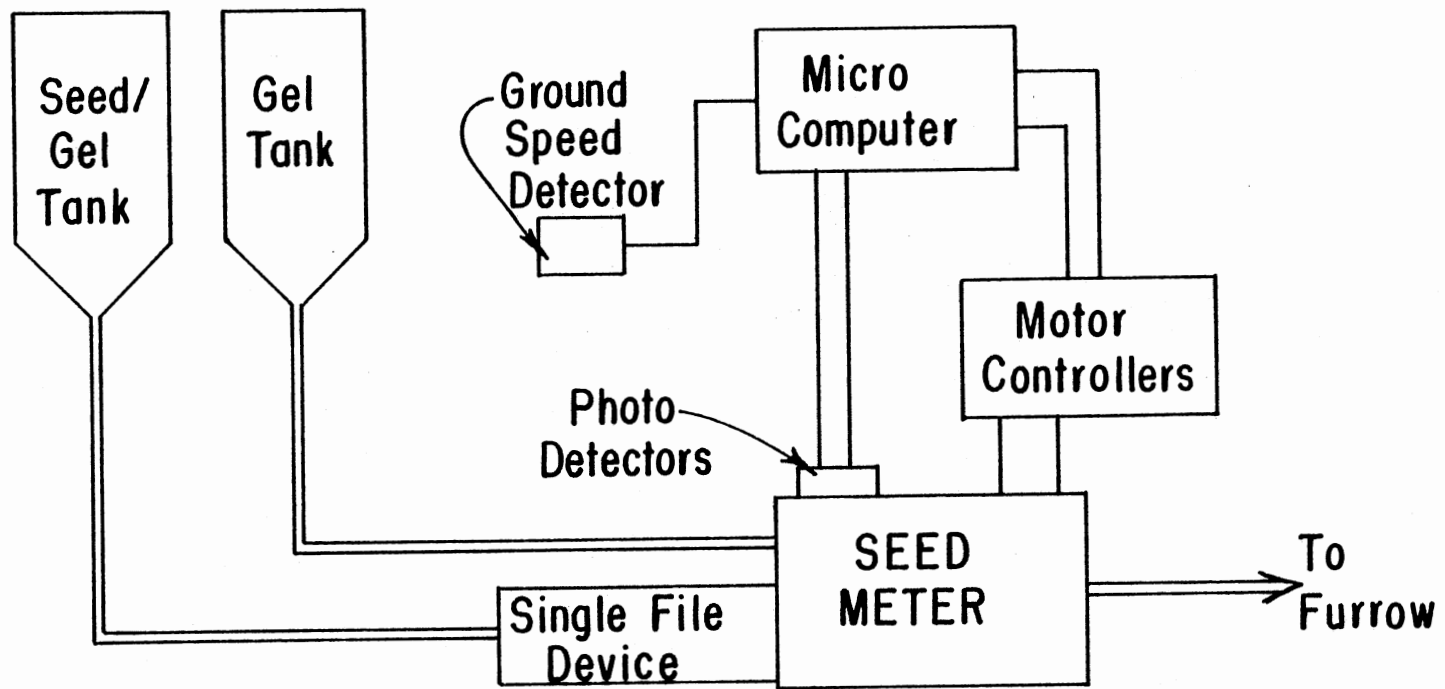 Seed/
Gel
Tank
Gel
Tank
Ground
Speed
Detector
Micro
Computer
Motor
Controllers
Photo
Detectors
SEED
METER
Single File
Device
To
Furrow